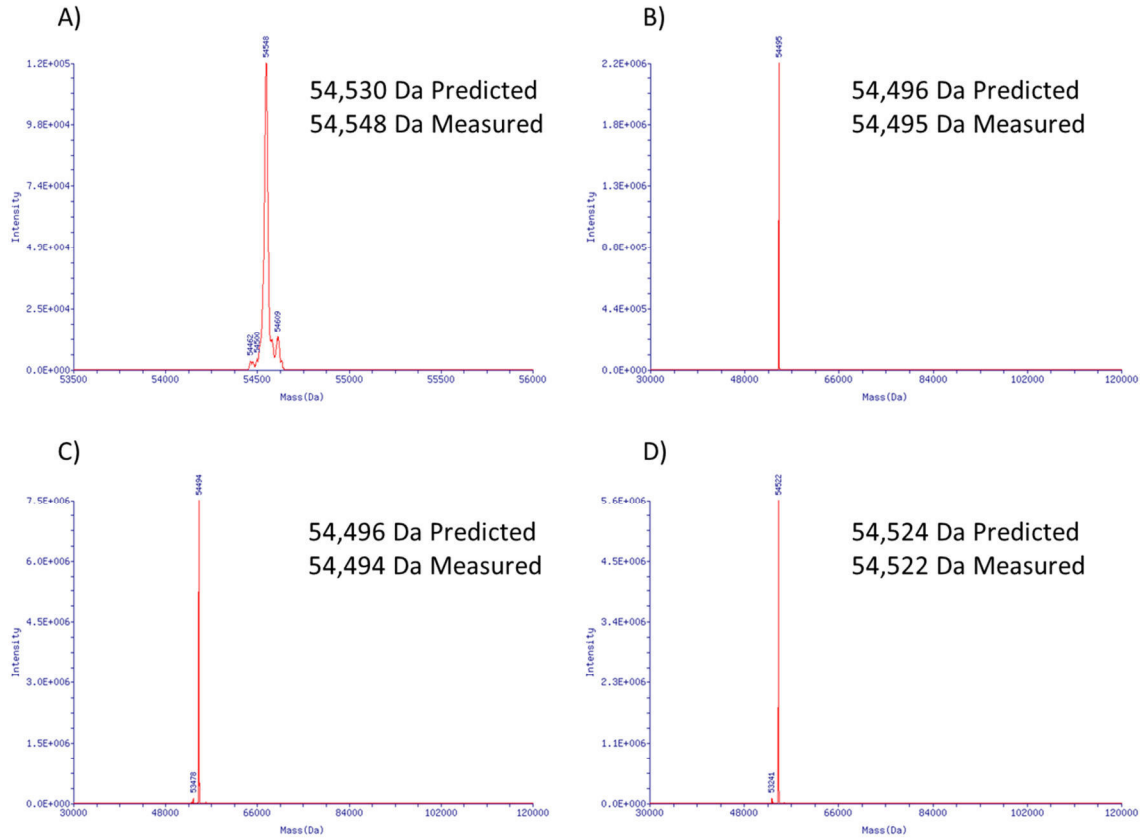 A)
54548
1.2E+005
9.8E+004
7.4E+004
4.9E+004
2.5E+004
0.0E+000
Intensity
54,530 Da Predicted
54,548 Da Measured
54462
54500
54609
53500 54000 54500 55000 55500 56000
Mass(Da)
B)
54495
2.2E+006
1.8E+006
1.3E+006
8.8E+005
4.4E+005
0.0E+000
Intensity
54,496 Da Predicted
54,495 Da Measured
30000 48000 66000 84000 102000 120000
Mass(Da)
C)
54494
7.5E+006
6.0E+006
4.5E+006
3.0E+006
1.5E+006
0.0E+000
Intensity
54,496 Da Predicted
54,494 Da Measured
53478
30000 48000 66000 84000 102000 120000
Mass(Da)
D)
54522
5.6E+006
4.5E+006
3.4E+006
2.3E+006
1.1E+006
0.0E+000
Intensity
54,524 Da Predicted
54,522 Da Measured
53241
30000 48000 66000 84000 102000 120000
Mass(Da)